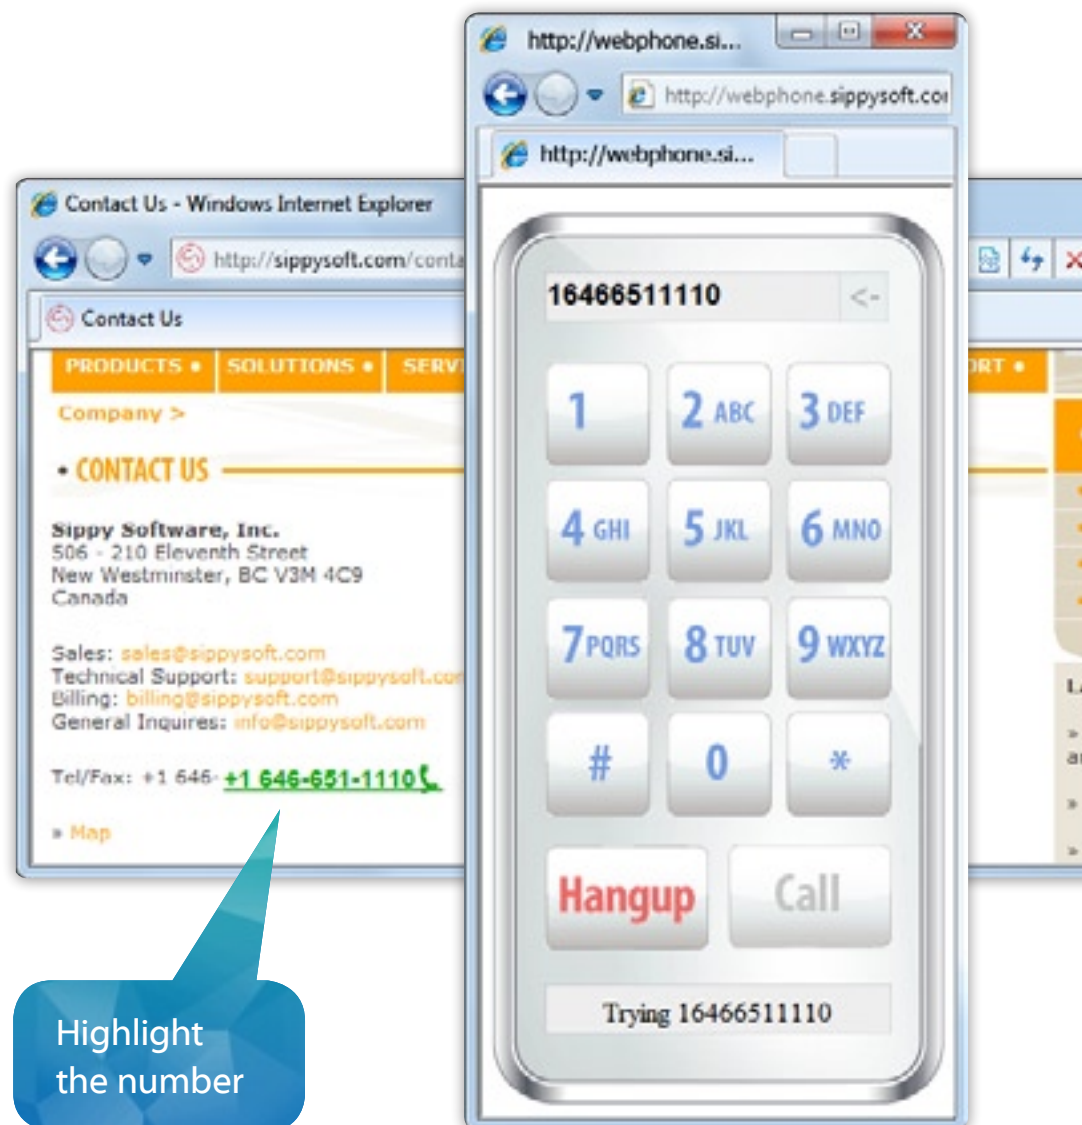 http://webphone.si...
http://webphone.sippysoft.co
http://webphone.si...
Contact Us - Windows Internet Explorer
http://sippysoft.com/conta
Contact Us
PRODUCTS • SOLUTIONS • SERV
Company >
• CONTACT US
Sippy Software, Inc.
506 - 210 Eleventh Street
New Westminster, BC V3M 4C9
Canada
Sales: sales@sippysoft.com
Technical Support: support@sippysoft.com
Billing: billing@sippysoft.com
General Inquires: info@sippysoft.com
Tel/Fax: +1 646- +1 646-651-1110
» Map
Highlight
the number
16466511110 <-
1 2 ABC 3 DEF
4 GHI 5 JKL 6 MNO
7 PQRS 8 TUV 9 WXYZ
# 0 *
Hangup Call
Trying 16466511110
ORT •